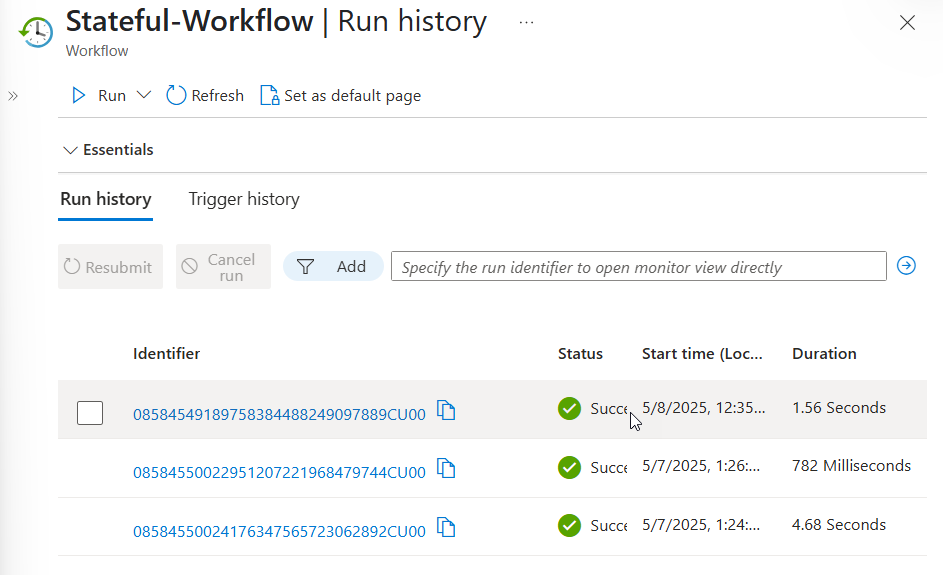 Stateful-Workflow | Run history ...
Workflow
Run Refresh Set as default page
Essentials
Run history Trigger history
Resubmit Cancel run Add Specify the run identifier to open monitor view directly
Identifier Status Start time (Loc... Duration
08584549189758384488249097889CU00 Succe 5/8/2025, 12:35... 1.56 Seconds
08584550022951207221968479744CU00 Succe 5/7/2025, 1:26:... 782 Milliseconds
08584550024176347565723062892CU00 Succe 5/7/2025, 1:24:... 4.68 Seconds